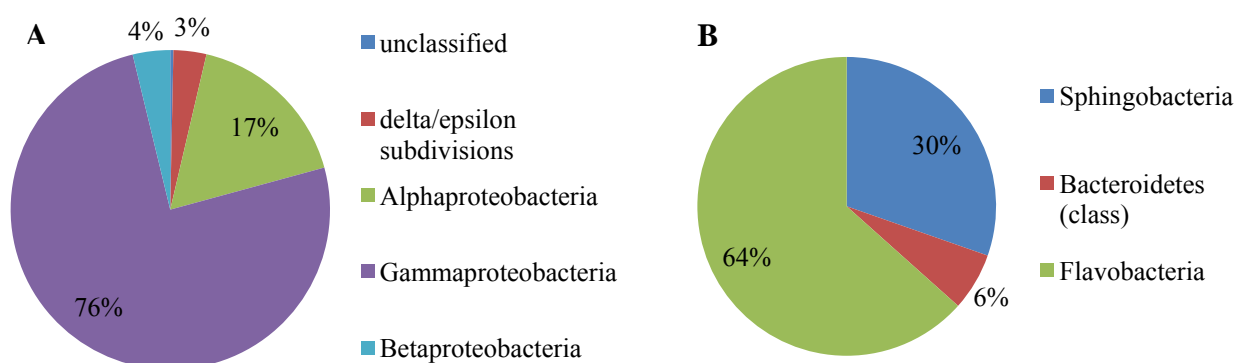 A
4%
3%
17%
76%
unclassified
delta/epsilon
subdivisions
Alphaproteobacteria
Gammaproteobacteria
Betaproteobacteria
B
30%
64%
6%
Sphingobacteria
Bacteroidetes
(class)
Flavobacteria